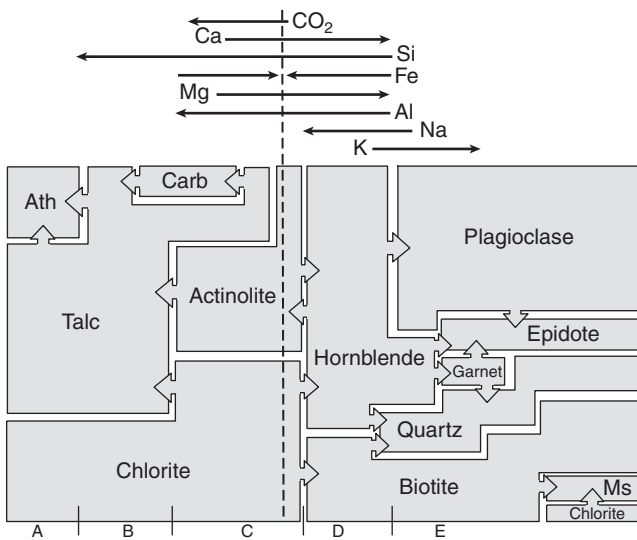 CO2
Ca
Si
Fe
Mg
Al
Na
K
Ath
Carb
Plagioclase
Actinolite
Talc
Epidote
Hornblende
Garnet
Quartz
Chlorite
Biotite
Ms
Chlorite
A B C D E